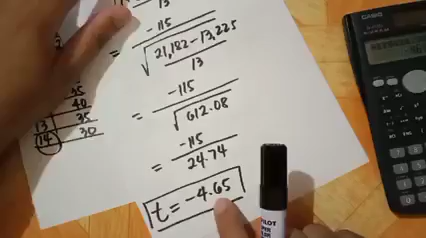 13
-115
= √ 21,182 - 13,225
13
-115
= √ 612.08
-115
= 24.74
t = -4.65
35
40
13 35
14 30
CASIO
PILOT